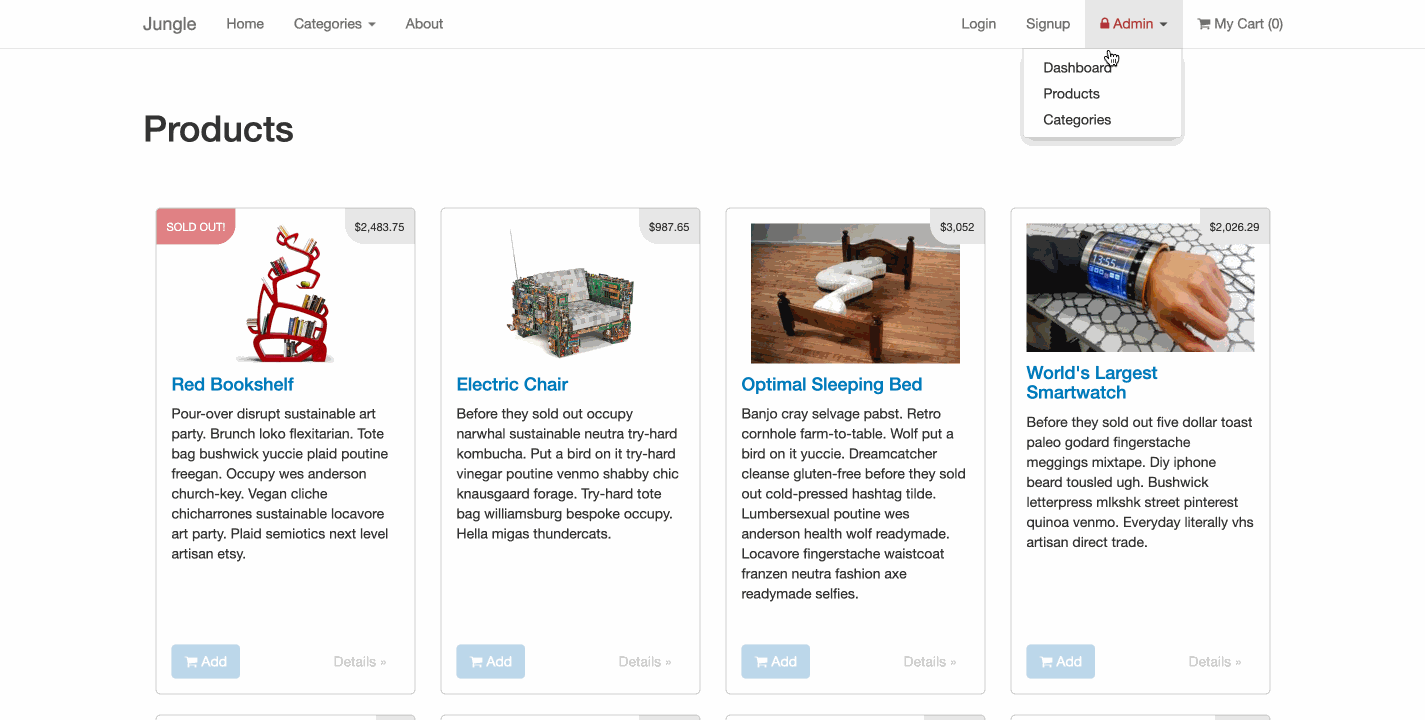 Jungle Home Categories About Login Signup Admin My Cart (0)
Dashboard
Products
Categories
Products
SOLD OUT! $2,483.75
Red Bookshelf
Pour-over disrupt sustainable art
party. Brunch loko flexitarian. Tote
bag bushwick yuccie plaid poutine
freegan. Occupy wes anderson
church-key. Vegan cliche
chicharrones sustainable locavore
art party. Plaid semiotics next level
artisan etsy.
Add Details »
$987.65
Electric Chair
Before they sold out occupy
narwhal sustainable neutra try-hard
kombucha. Put a bird on it try-hard
vinegar poutine venmo shabby chic
knausgaard forage. Try-hard tote
bag williamsburg bespoke occupy.
Hella migas thundercats.
Add Details »
$3,052
Optimal Sleeping Bed
Banjo cray selvage pabst. Retro
cornhole farm-to-table. Wolf put a
bird on it yuccie. Dreamcatcher
cleanse gluten-free before they sold
out cold-pressed hashtag tilde.
Lumbersexual poutine wes
anderson health wolf readymade.
Locavore fingerstache waistcoat
franzen neutra fashion axe
readymade selfies.
Add Details »
$2,026.29
13:55
World's Largest
Smartwatch
Before they sold out five dollar toast
paleo godard fingerstache
meggings mixtape. Diy iphone
beard tousled ugh. Bushwick
letterpress mlkshk street pinterest
quinoa venmo. Everyday literally vhs
artisan direct trade.
Add Details »